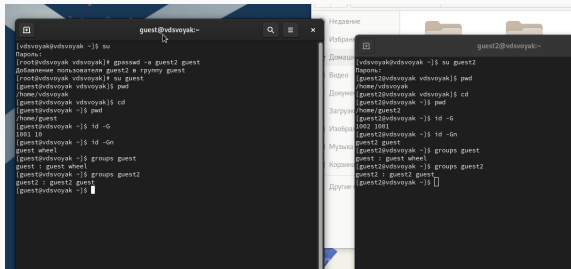 guest@vdsvoyak:~
[vdsvoyak@vdsvoyak ~]$ su
Пароль:
[root@vdsvoyak vdsvoyak]# gpasswd -a guest2 guest
Добавление пользователя guest2 в группу guest
[root@vdsvoyak vdsvoyak]# su guest
[guest@vdsvoyak vdsvoyak]$ pwd
/home/vdsvoyak
[guest@vdsvoyak vdsvoyak]$ cd
[guest@vdsvoyak ~]$ pwd
/home/guest
[guest@vdsvoyak ~]$ id -G
1001 10
[guest@vdsvoyak ~]$ id -Gn
guest wheel
[guest@vdsvoyak ~]$ groups guest
guest : guest wheel
[guest@vdsvoyak ~]$ groups guest2
guest2 : guest2 guest
[guest@vdsvoyak ~]$
Недавние
Избран
Домаш
Видео
Докуме
Загрузк
Изобра
Музыка
Корзин
Другие
guest2@vdsvoyak:~
[vdsvoyak@vdsvoyak ~]$ su guest2
Пароль:
[guest2@vdsvoyak vdsvoyak]$ pwd
/home/vdsvoyak
[guest2@vdsvoyak vdsvoyak]$ cd
[guest2@vdsvoyak ~]$ pwd
/home/guest2
[guest2@vdsvoyak ~]$ id -G
1002 1001
[guest2@vdsvoyak ~]$ id -Gn
guest2 guest
[guest2@vdsvoyak ~]$ groups guest
guest : guest wheel
[guest2@vdsvoyak ~]$ groups guest2
guest2 : guest2 guest
[guest2@vdsvoyak ~]$